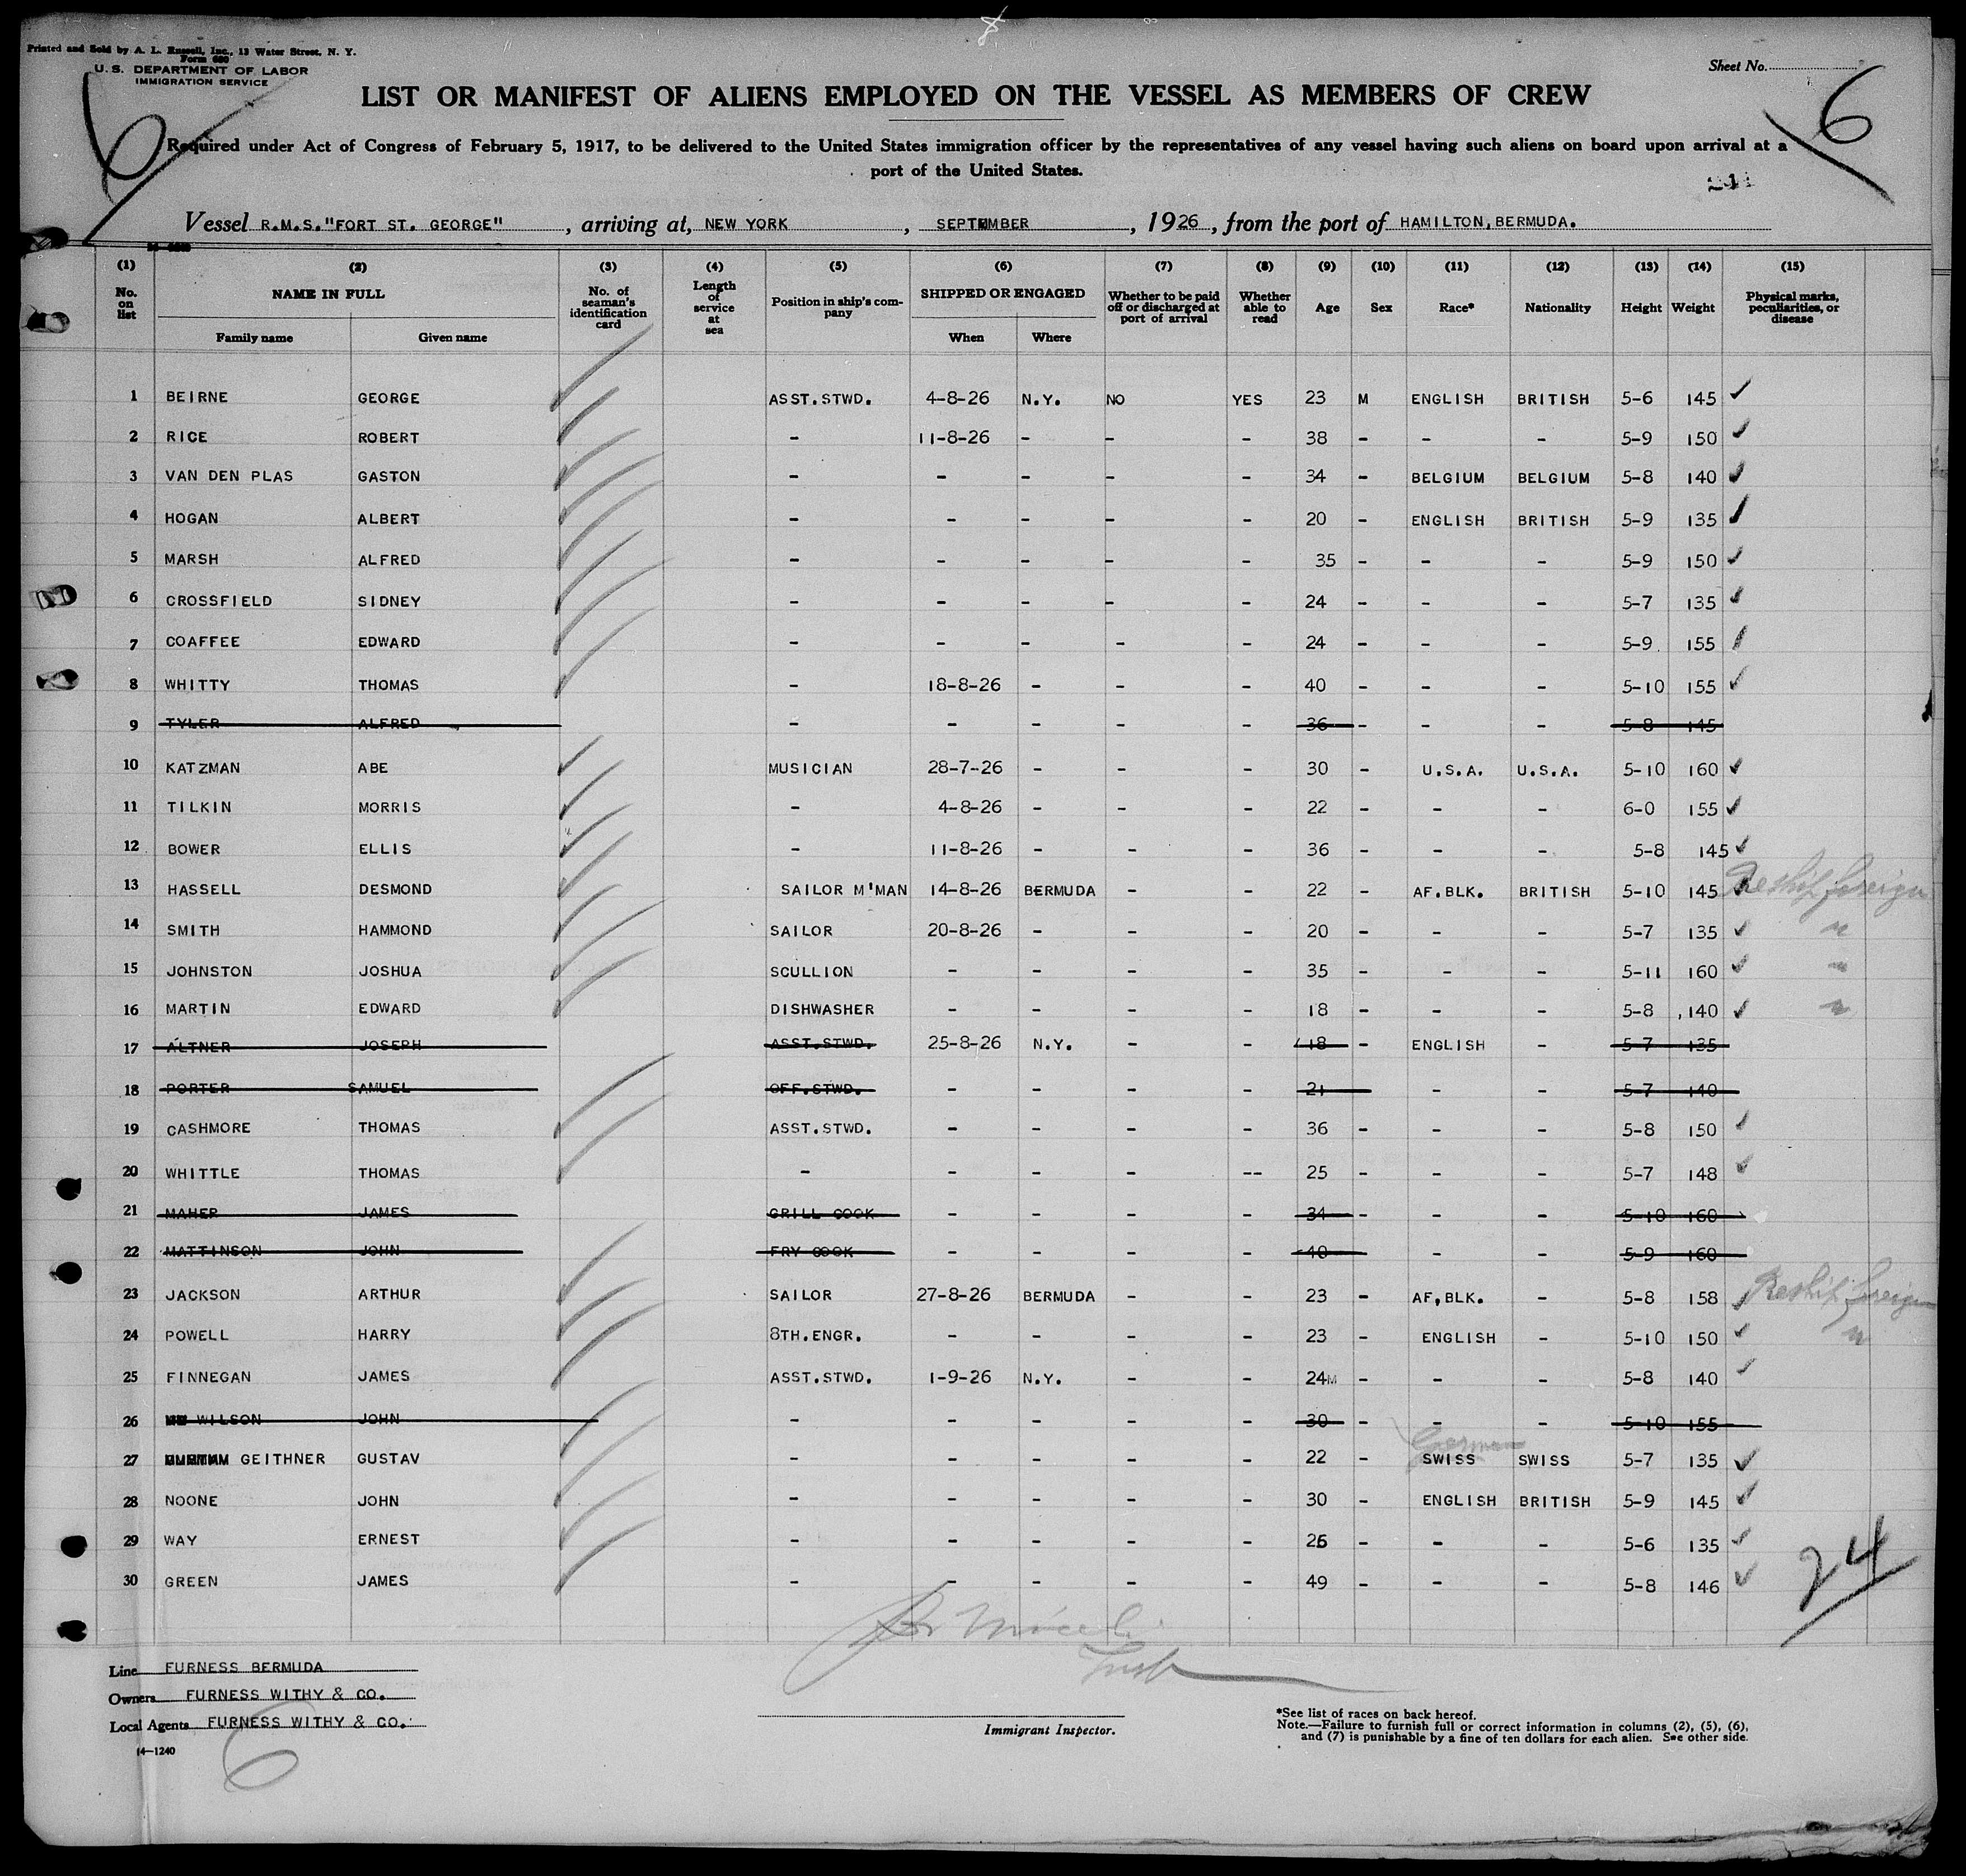 8
Printed and Sold by A. L. Russell, Inc., 13 Water Street, N. Y.
Form 680
U. S. DEPARTMENT OF LABOR
IMMIGRATION SERVICE
Sheet No.
6
6
LIST OR MANIFEST OF ALIENS EMPLOYED ON THE VESSEL AS MEMBERS OF CREW
Required under Act of Congress of February 5, 1917, to be delivered to the United States immigration officer by the representatives of any vessel having such aliens on board upon arrival at a
port of the United States.
Vessel R.M.S."FORT ST. GEORGE", arriving at, NEW YORK, SEPTEMBER, 1926, from the port of HAMILTON, BERMUDA.
(1) (2) (3) (4) (5) (6) (7) (8) (9) (10) (11) (12) (13) (14) (15)
No. on list NAME IN FULL Family name Given name No. of seaman's identification card Length of service at sea Position in ship's company SHIPPED OR ENGAGED When Where Whether to be paid off or discharged at port of arrival Whether able to read Age Sex Race* Nationality Height Weight Physical marks, peculiarities, or disease
1 BEIRNE GEORGE ASST.STWD. 4-8-26 N.Y. NO YES 23 M ENGLISH BRITISH 5-6 145 ✓
2 RICE ROBERT - 11-8-26 - - - 38 - - - 5-9 150 ✓
3 VAN DEN PLAS GASTON - - - - - 34 - BELGIUM BELGIUM 5-8 140 ✓
4 HOGAN ALBERT - - - - - 20 - ENGLISH BRITISH 5-9 135 ✓
5 MARSH ALFRED - - - - - 35 - - - 5-9 150 ✓
6 CROSSFIELD SIDNEY - - - - - 24 - - - 5-7 135 ✓
7 COAFFEE EDWARD - - - - - 24 - - - 5-9 155 /
8 WHITTY THOMAS - 18-8-26 - - - 40 - - - 5-10 155 ✓
9 TYLER ALFRED - - - - - 36 - - - 5-8 145
10 KATZMAN ABE MUSICIAN 28-7-26 - - - 30 - U.S.A. U.S.A. 5-10 160 ✓
11 TILKIN MORRIS - 4-8-26 - - - 22 - - - 6-0 155 ✓
12 BOWER ELLIS - 11-8-26 - - - 36 - - - 5-8 145 ✓
13 HASSELL DESMOND SAILOR M'MAN 14-8-26 BERMUDA - - 22 - AF.BLK. BRITISH 5-10 145 ✓ Reship foreign
14 SMITH HAMMOND SAILOR 20-8-26 - - - 20 - - - 5-7 135 ✓ "
15 JOHNSTON JOSHUA SCULLION - - - - 35 - - - 5-11 160 ✓ "
16 MARTIN EDWARD DISHWASHER - - - - 18 - - - 5-8 140 ✓ "
17 ALTNER JOSEPH ASST.STWD. 25-8-26 N.Y. - - 18 - ENGLISH - 5-7 135
18 PORTER SAMUEL OFF.STWD. - - - - 21 - - - 5-7 140
19 CASHMORE THOMAS ASST.STWD. - - - - 36 - - - 5-8 150 ✓
20 WHITTLE THOMAS - - - - -- 25 - - - 5-7 148 ✓
21 MAHER JAMES GRILL COOK - - - - 34 - - - 5-10 160
22 MATTINSON JOHN FRY COOK - - - - 40 - - - 5-9 160
23 JACKSON ARTHUR SAILOR 27-8-26 BERMUDA - - 23 - AF,BLK. - 5-8 158 ✓ Reship foreign
24 POWELL HARRY 8TH.ENGR. - - - - 23 - ENGLISH - 5-10 150 ✓ "
25 FINNEGAN JAMES ASST.STWD. 1-9-26 N.Y. - - 24M - - - 5-8 140 ✓
26 WILSON JOHN - - - - - 30 - - - 5-10 155
German
27 GEITHNER GUSTAV - - - - - 22 - SWISS SWISS 5-7 135 ✓
28 NOONE JOHN - - - - - 30 - ENGLISH BRITISH 5-9 145 ✓
29 WAY ERNEST - - - - - 26 - - - 5-6 135 ✓
30 GREEN JAMES - - - - - 49 - - - 5-8 146 ✓
24
Line FURNESS BERMUDA
Owners FURNESS WITHY & CO.
Local Agents FURNESS WITHY & CO.
14-1240
6
Immigrant Inspector.
*See list of races on back hereof.
Note.—Failure to furnish full or correct information in columns (2), (5), (6),
and (7) is punishable by a fine of ten dollars for each alien. See other side.